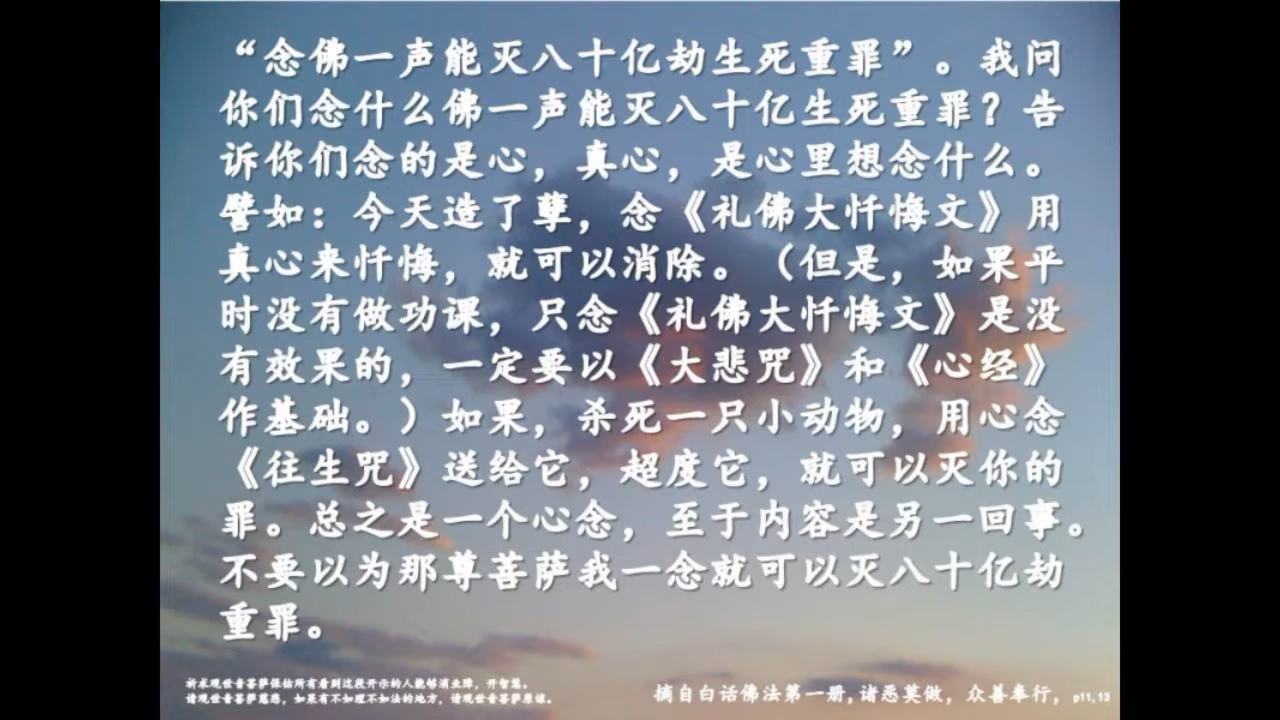 “念佛一声能灭八十亿劫生死重罪”。我问
你们念什么佛一声能灭八十亿生死重罪？告
诉你们念的是心，真心，是心里想念什么。
譬如：今天造了孽，念《礼佛大忏悔文》用
真心来忏悔，就可以消除。（但是，如果平
时没有做功课，只念《礼佛大忏悔文》是没
有效果的，一定要以《大悲咒》和《心经》
作基础。）如果，杀死一只小动物，用心念
《往生咒》送给它，超度它，就可以灭你的
罪。总之是一个心念，至于内容是另一回事。
不要以为那尊菩萨我一念就可以灭八十亿劫
重罪。
祈求观世音菩萨保佑所有看到这段开示的人能够消业障，开智慧。
请观世音菩萨慈悲，如果有不如理不如法的地方，请观世音菩萨原谅。
摘自白话佛法第一册,诸恶莫做，众善奉行，p11,13